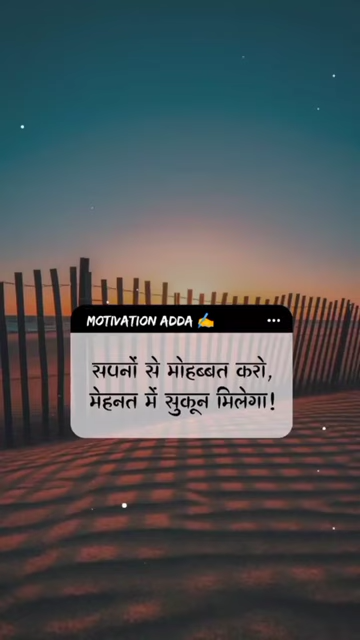 MOTIVATION ADDA ✍️
सपनों से मोहब्बत करो,
मेहनत में सुकून मिलेगा!